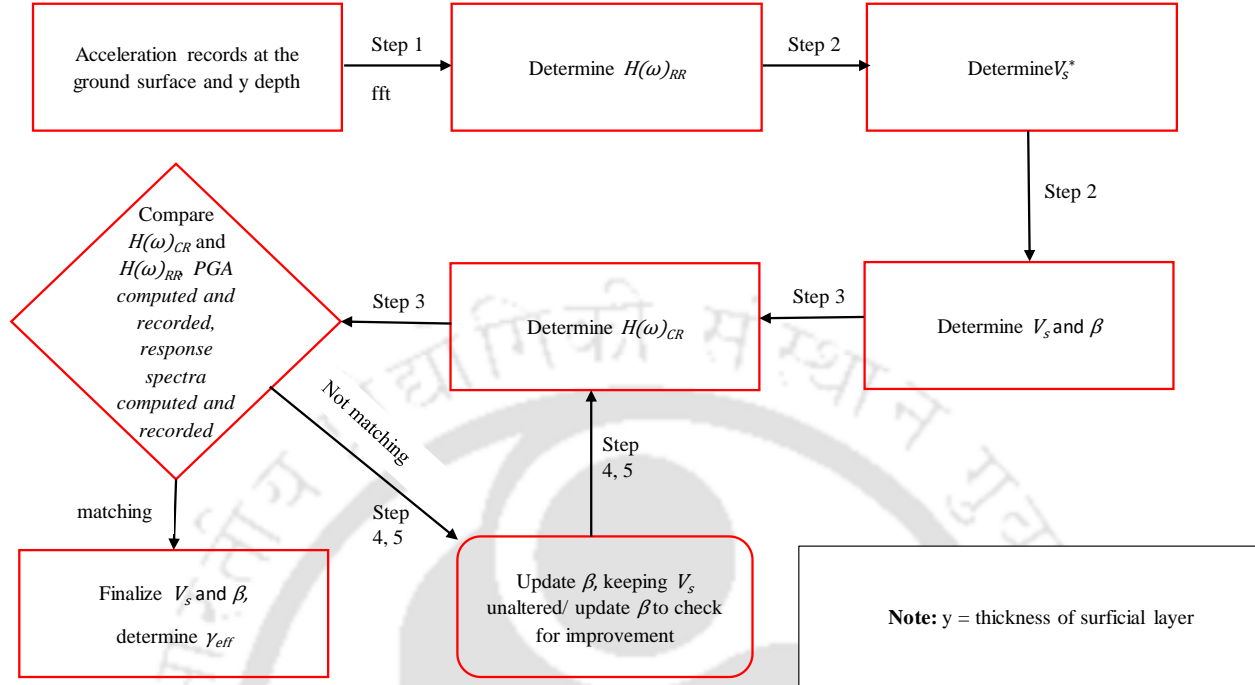 Acceleration records at the
ground surface and y depth
Step 1
fft
Determine H(ω)RR
Step 2
DetermineVs*
Step 2
Determine Vs and β
Step 3
Determine H(ω)CR
Step 3
Compare
H(ω)CR and
H(ω)RR, PGA
computed and
recorded,
response
spectra
computed and
recorded
Not matching
Step
4, 5
Step
4, 5
matching
Finalize Vs and β,
determine γeff
Update β, keeping Vs
unaltered/ update β to check
for improvement
Note: y = thickness of surficial layer